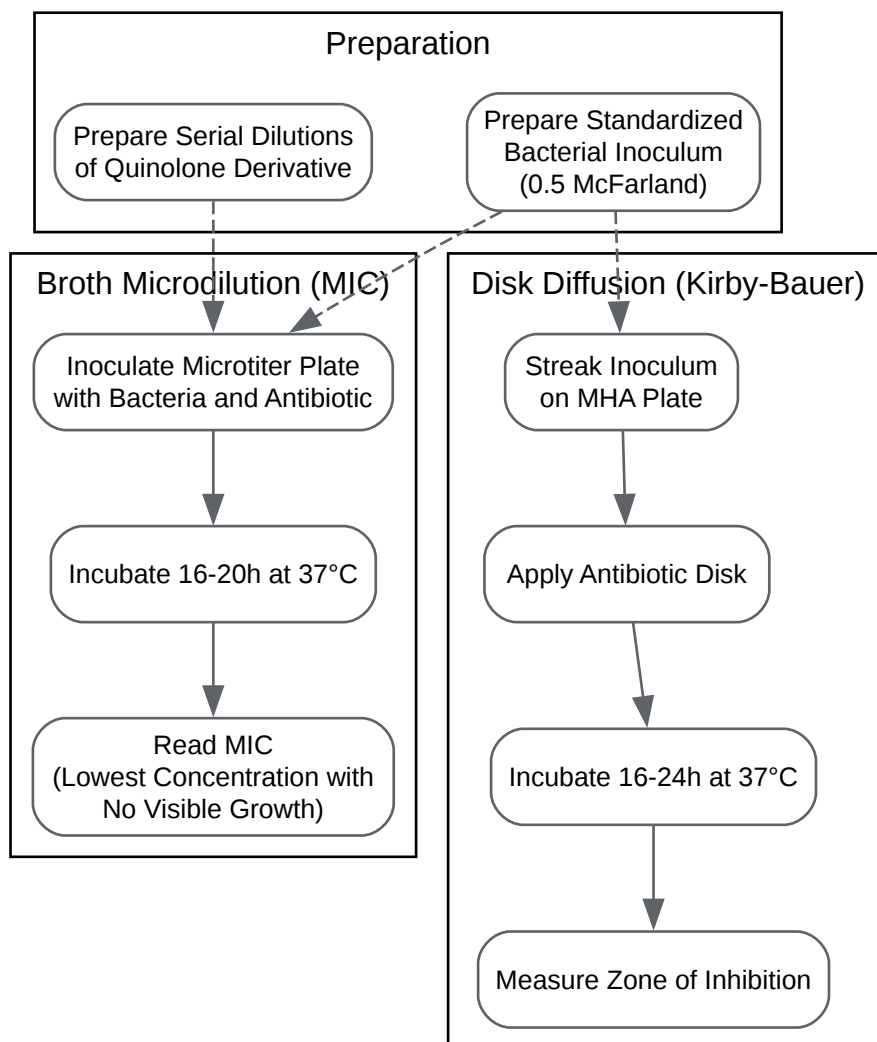 Preparation
Prepare Serial Dilutions
of Quinolone Derivative
Prepare Standardized
Bacterial Inoculum
(0.5 McFarland)
Broth Microdilution (MIC)
Inoculate Microtiter Plate
with Bacteria and Antibiotic
Incubate 16-20h at 37°C
Read MIC
(Lowest Concentration with
No Visible Growth)
Disk Diffusion (Kirby-Bauer)
Streak Inoculum
on MHA Plate
Apply Antibiotic Disk
Incubate 16-24h at 37°C
Measure Zone of Inhibition